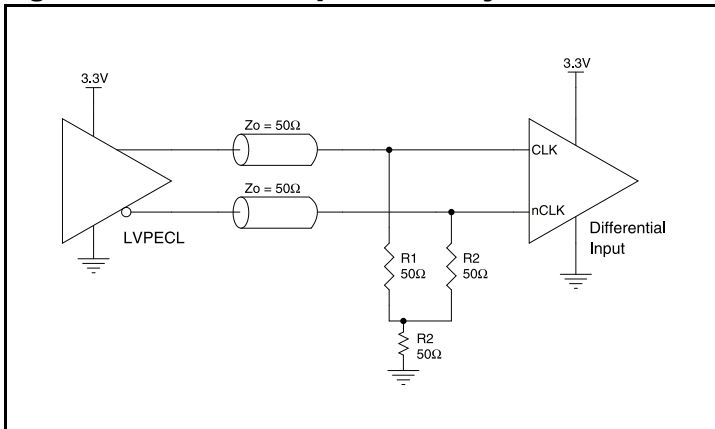 3.3V
3.3V
Zo = 50Ω
CLK
Zo = 50Ω
nCLK
LVPECL
Differential
Input
R1
50Ω
R2
50Ω
R2
50Ω